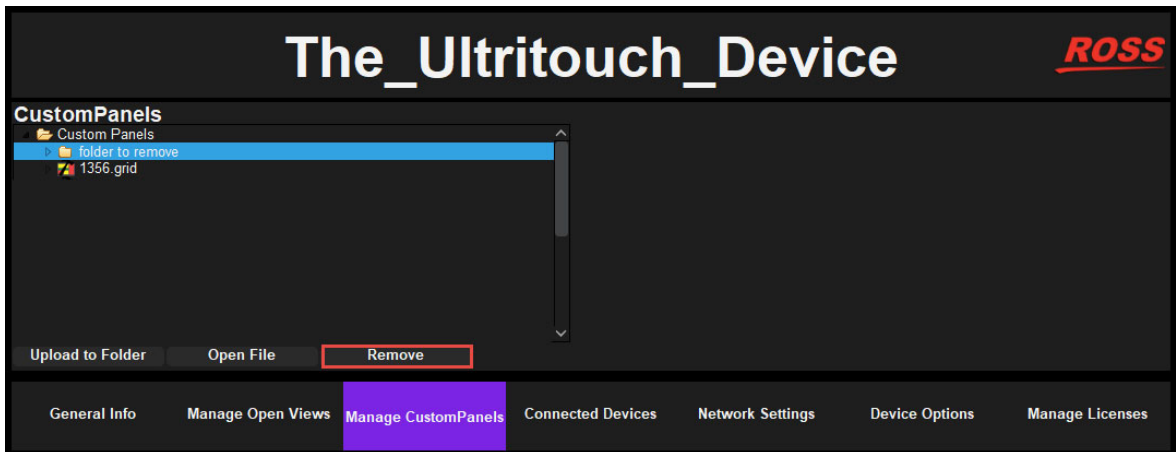 The_Ultritouch_Device
ROSS
CustomPanels
Custom Panels
folder to remove
1356.grid
Upload to Folder Open File Remove
General Info Manage Open Views Manage CustomPanels Connected Devices Network Settings Device Options Manage Licenses